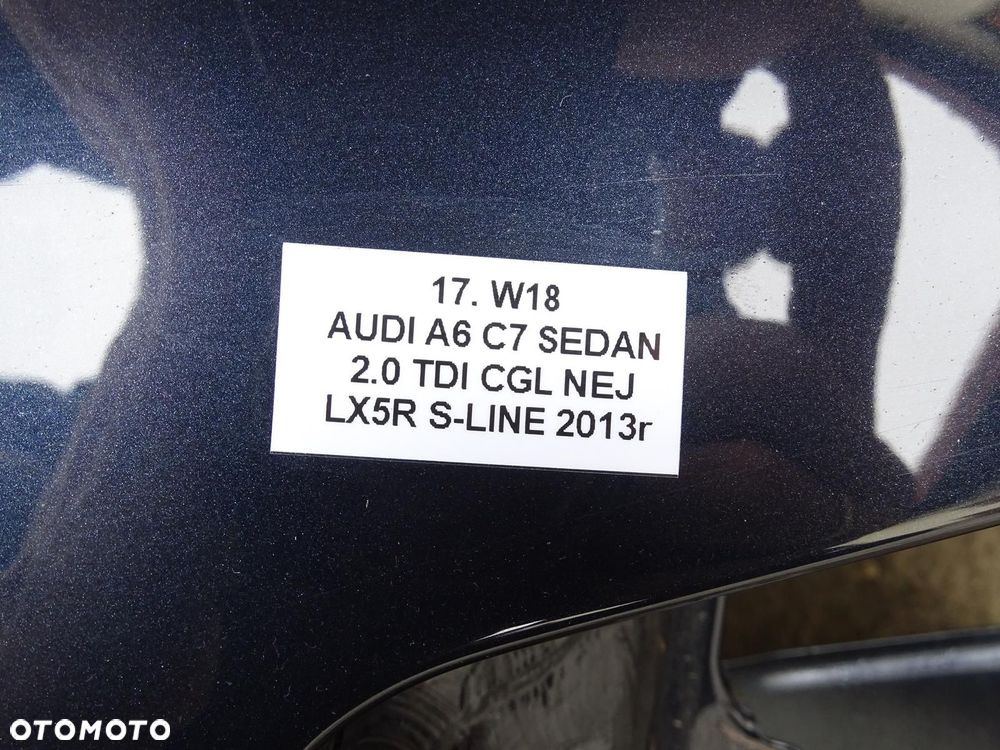 17. W18
AUDI A6 C7 SEDAN
2.0 TDI CGL NEJ
LX5R S-LINE 2013r
OTOMOTO